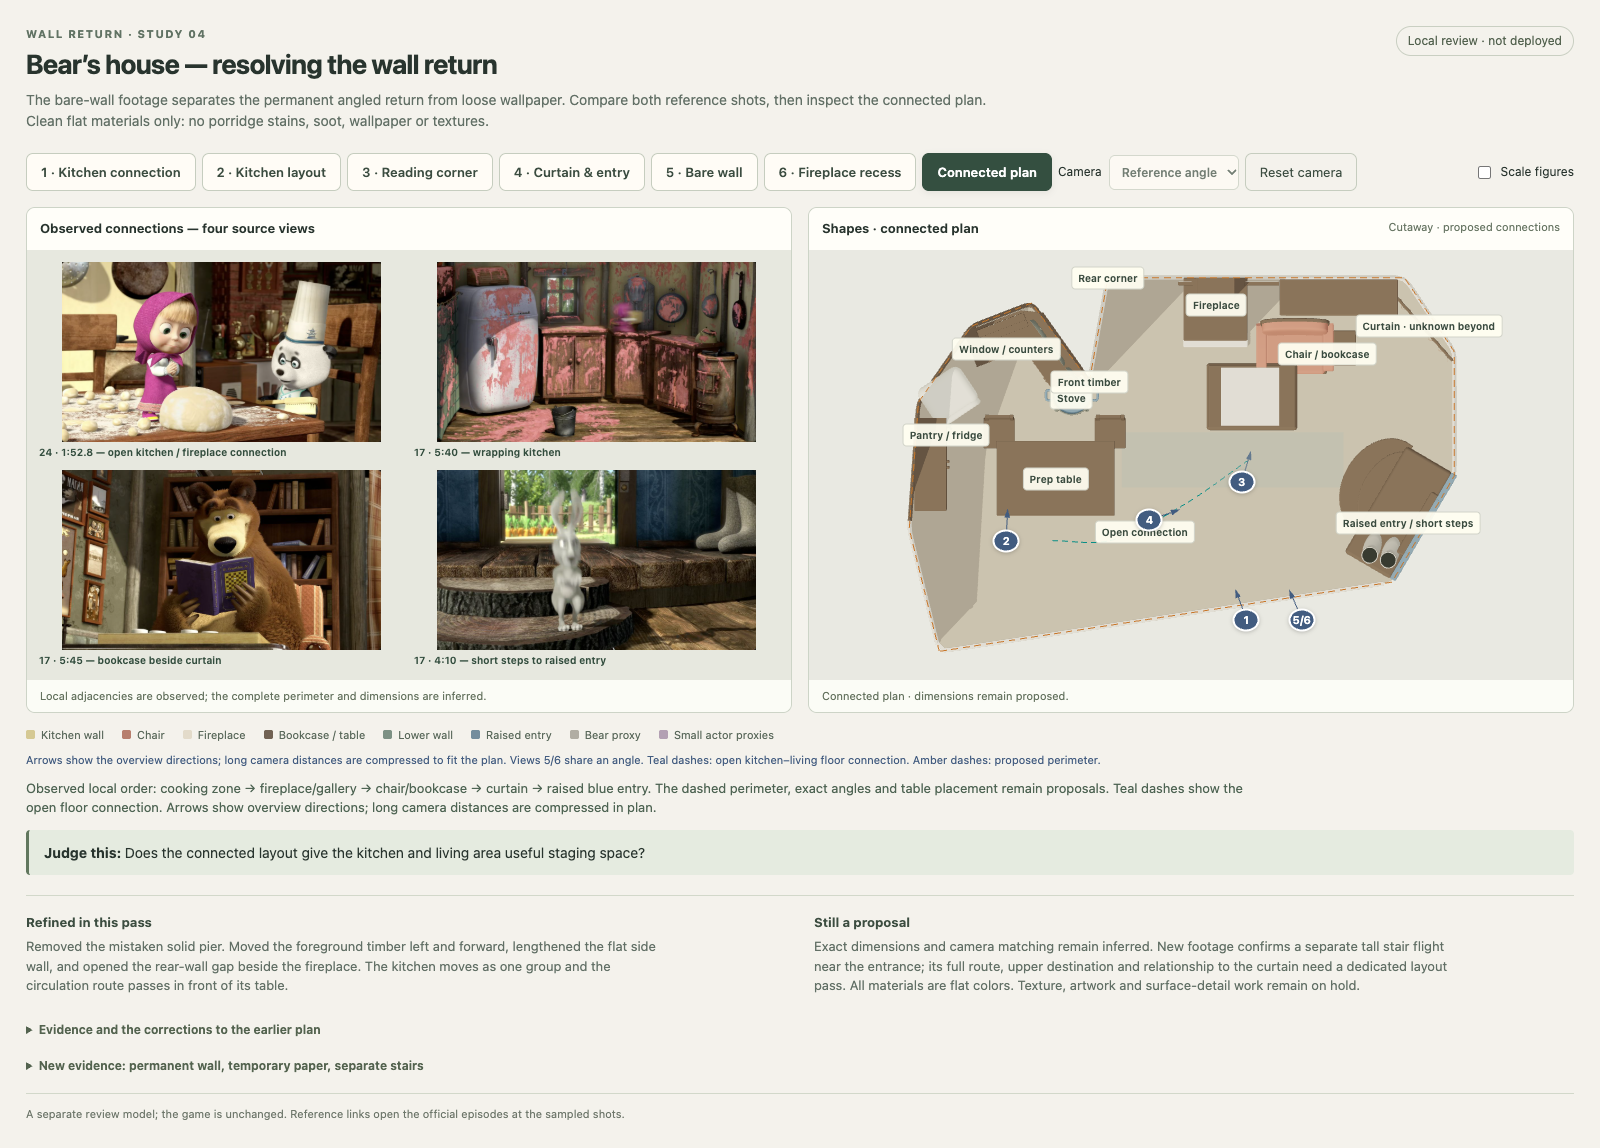 WALL RETURN · STUDY 04
Bear’s house — resolving the wall return
Local review · not deployed
The bare-wall footage separates the permanent angled return from loose wallpaper. Compare both reference shots, then inspect the connected plan.
Clean flat materials only: no porridge stains, soot, wallpaper or textures.
1 · Kitchen connection
2 · Kitchen layout
3 · Reading corner
4 · Curtain & entry
5 · Bare wall
6 · Fireplace recess
Connected plan
Camera
Reference angle
Reset camera
Scale figures
Observed connections — four source views
24 · 1:52.8 — open kitchen / fireplace connection
17 · 5:40 — wrapping kitchen
17 · 5:45 — bookcase beside curtain
17 · 4:10 — short steps to raised entry
Local adjacencies are observed; the complete perimeter and dimensions are inferred.
Shapes · connected plan
Cutaway · proposed connections
Rear corner
Fireplace
Curtain · unknown beyond
Window / counters
Chair / bookcase
Front timber
Stove
Pantry / fridge
Prep table
3
4
Raised entry / short steps
Open connection
2
1
5/6
Connected plan · dimensions remain proposed.
Kitchen wall
Chair
Fireplace
Bookcase / table
Lower wall
Raised entry
Bear proxy
Small actor proxies
Arrows show the overview directions; long camera distances are compressed to fit the plan. Views 5/6 share an angle. Teal dashes: open kitchen–living floor connection. Amber dashes: proposed perimeter.
Observed local order: cooking zone → fireplace/gallery → chair/bookcase → curtain → raised blue entry. The dashed perimeter, exact angles and table placement remain proposals. Teal dashes show the
open floor connection. Arrows show overview directions; long camera distances are compressed in plan.
Judge this: Does the connected layout give the kitchen and living area useful staging space?
Refined in this pass
Removed the mistaken solid pier. Moved the foreground timber left and forward, lengthened the flat side
wall, and opened the rear-wall gap beside the fireplace. The kitchen moves as one group and the
circulation route passes in front of its table.
Still a proposal
Exact dimensions and camera matching remain inferred. New footage confirms a separate tall stair flight
near the entrance; its full route, upper destination and relationship to the curtain need a dedicated layout
pass. All materials are flat colors. Texture, artwork and surface-detail work remain on hold.
Evidence and the corrections to the earlier plan
New evidence: permanent wall, temporary paper, separate stairs
A separate review model; the game is unchanged. Reference links open the official episodes at the sampled shots.